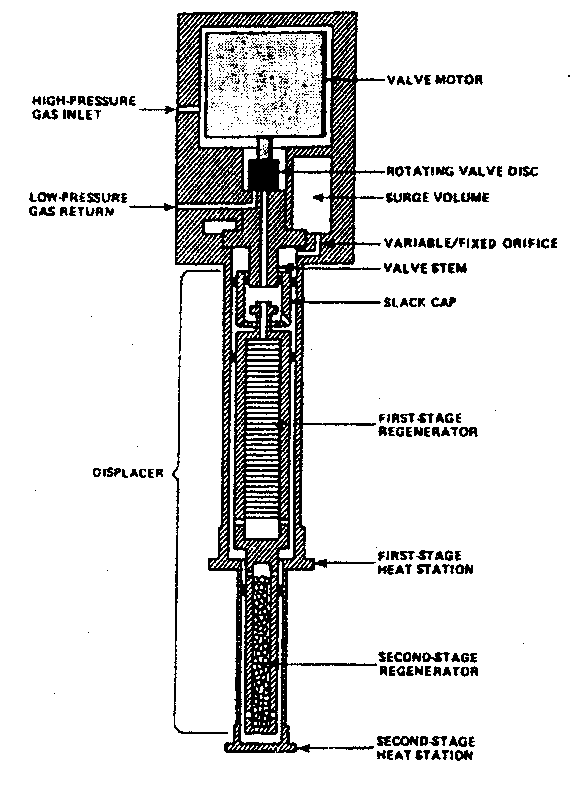 VALVE MOTOR
HIGH-PRESSURE
GAS INLET
ROTATING VALVE DISC
LOW-PRESSURE
GAS RETURN
SURGE VOLUME
VARIABLE/FIXED ORIFICE
VALVE STEM
SLACK CAP
FIRST-STAGE
REGENERATOR
DISPLACER
FIRST-STAGE
HEAT STATION
SECOND-STAGE
REGENERATOR
SECOND-STAGE
HEAT STATION